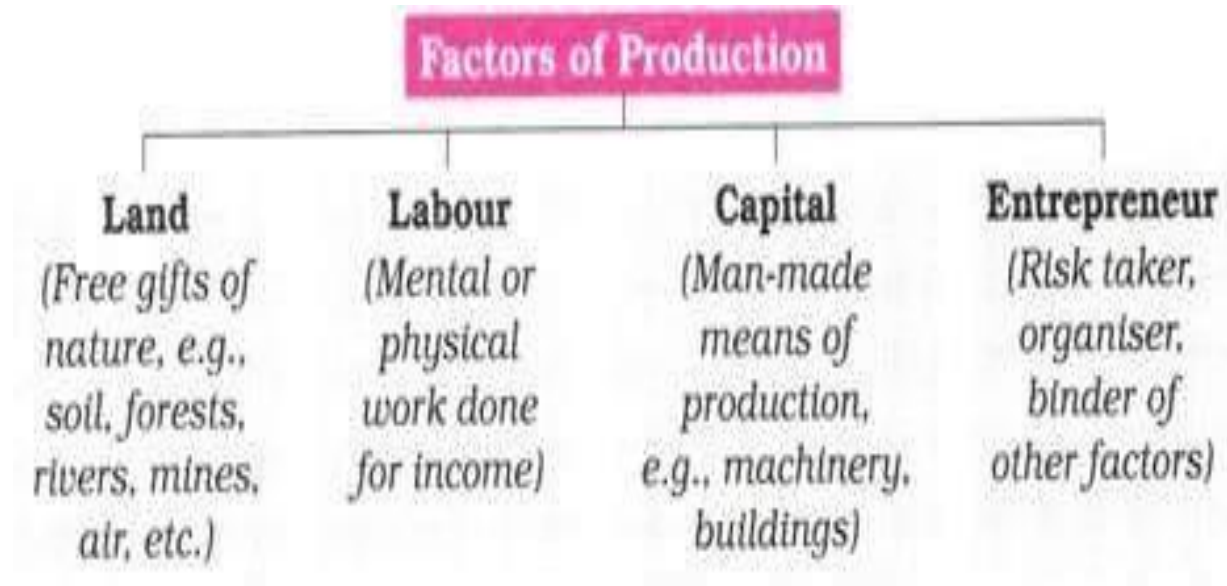 Factors of Production
Land
(Free gifts of
nature, e.g.,
soil, forests,
rivers, mines,
air, etc.)
Labour
(Mental or
physical
work done
for income)
Capital
(Man-made
means of
production,
e.g., machinery,
buildings)
Entrepreneur
(Risk taker,
organiser,
binder of
other factors)